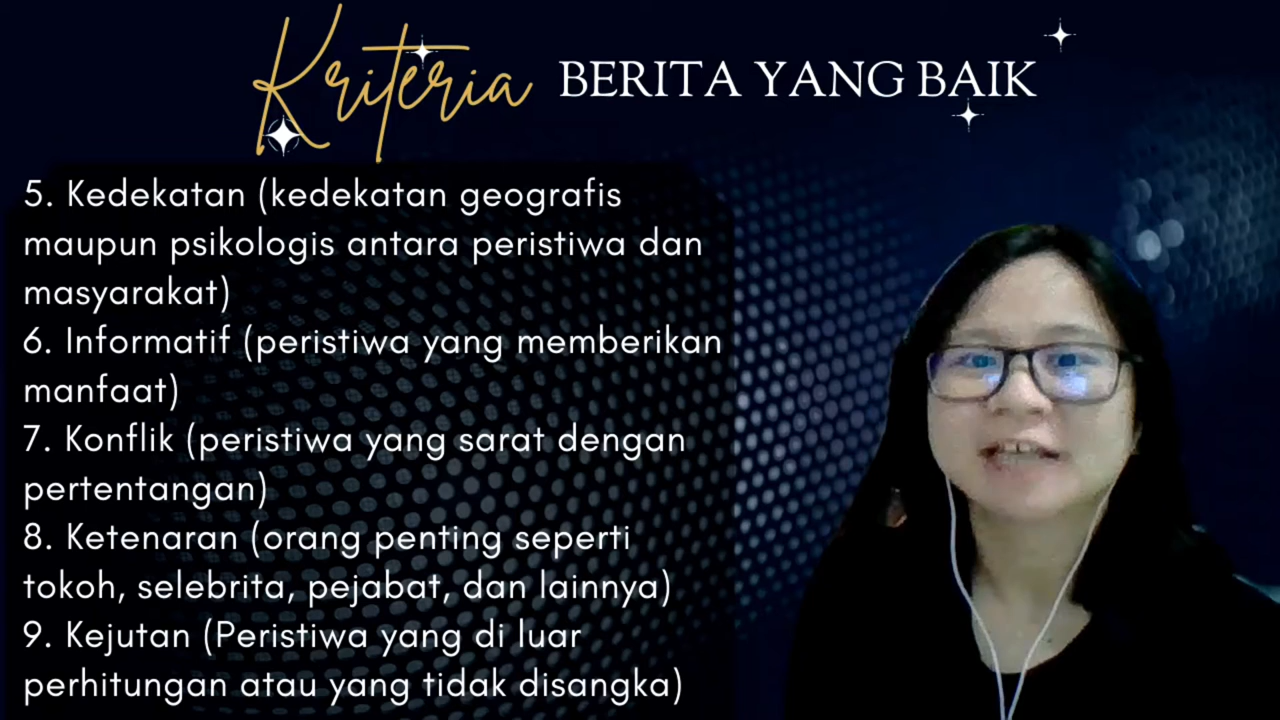 Kriteria BERITA YANG BAIK
5. Kedekatan (kedekatan geografis
maupun psikologis antara peristiwa dan
masyarakat)
6. Informatif (peristiwa yang memberikan
manfaat)
7. Konflik (peristiwa yang sarat dengan
pertentangan)
8. Ketenaran (orang penting seperti
tokoh, selebrita, pejabat, dan lainnya)
9. Kejutan (Peristiwa yang di luar
perhitungan atau yang tidak disangka)